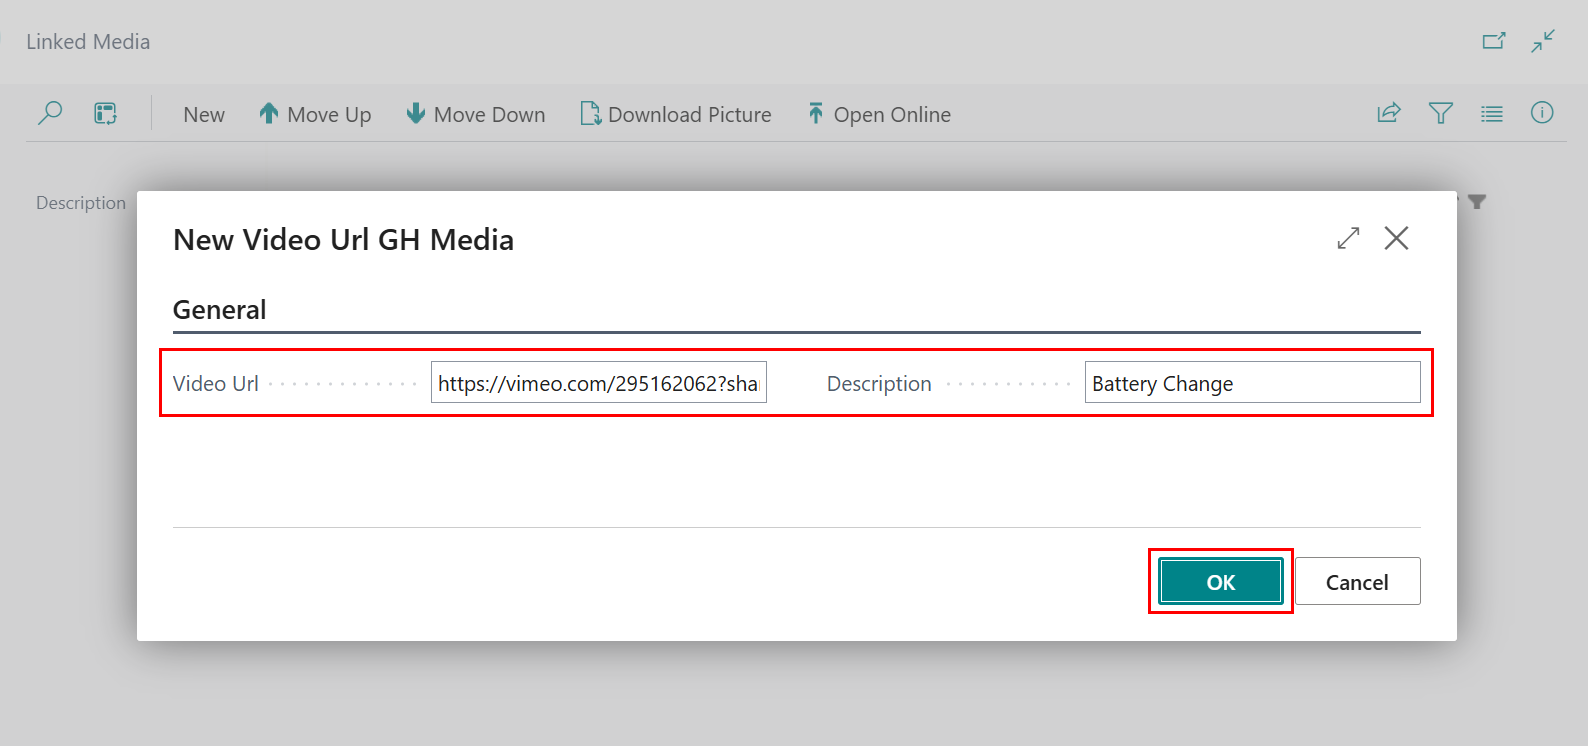 Linked Media
New Move Up Move Down Download Picture Open Online
Description
New Video Url GH Media
General
Video Url https://vimeo.com/295162062?sha Description Battery Change
OK Cancel